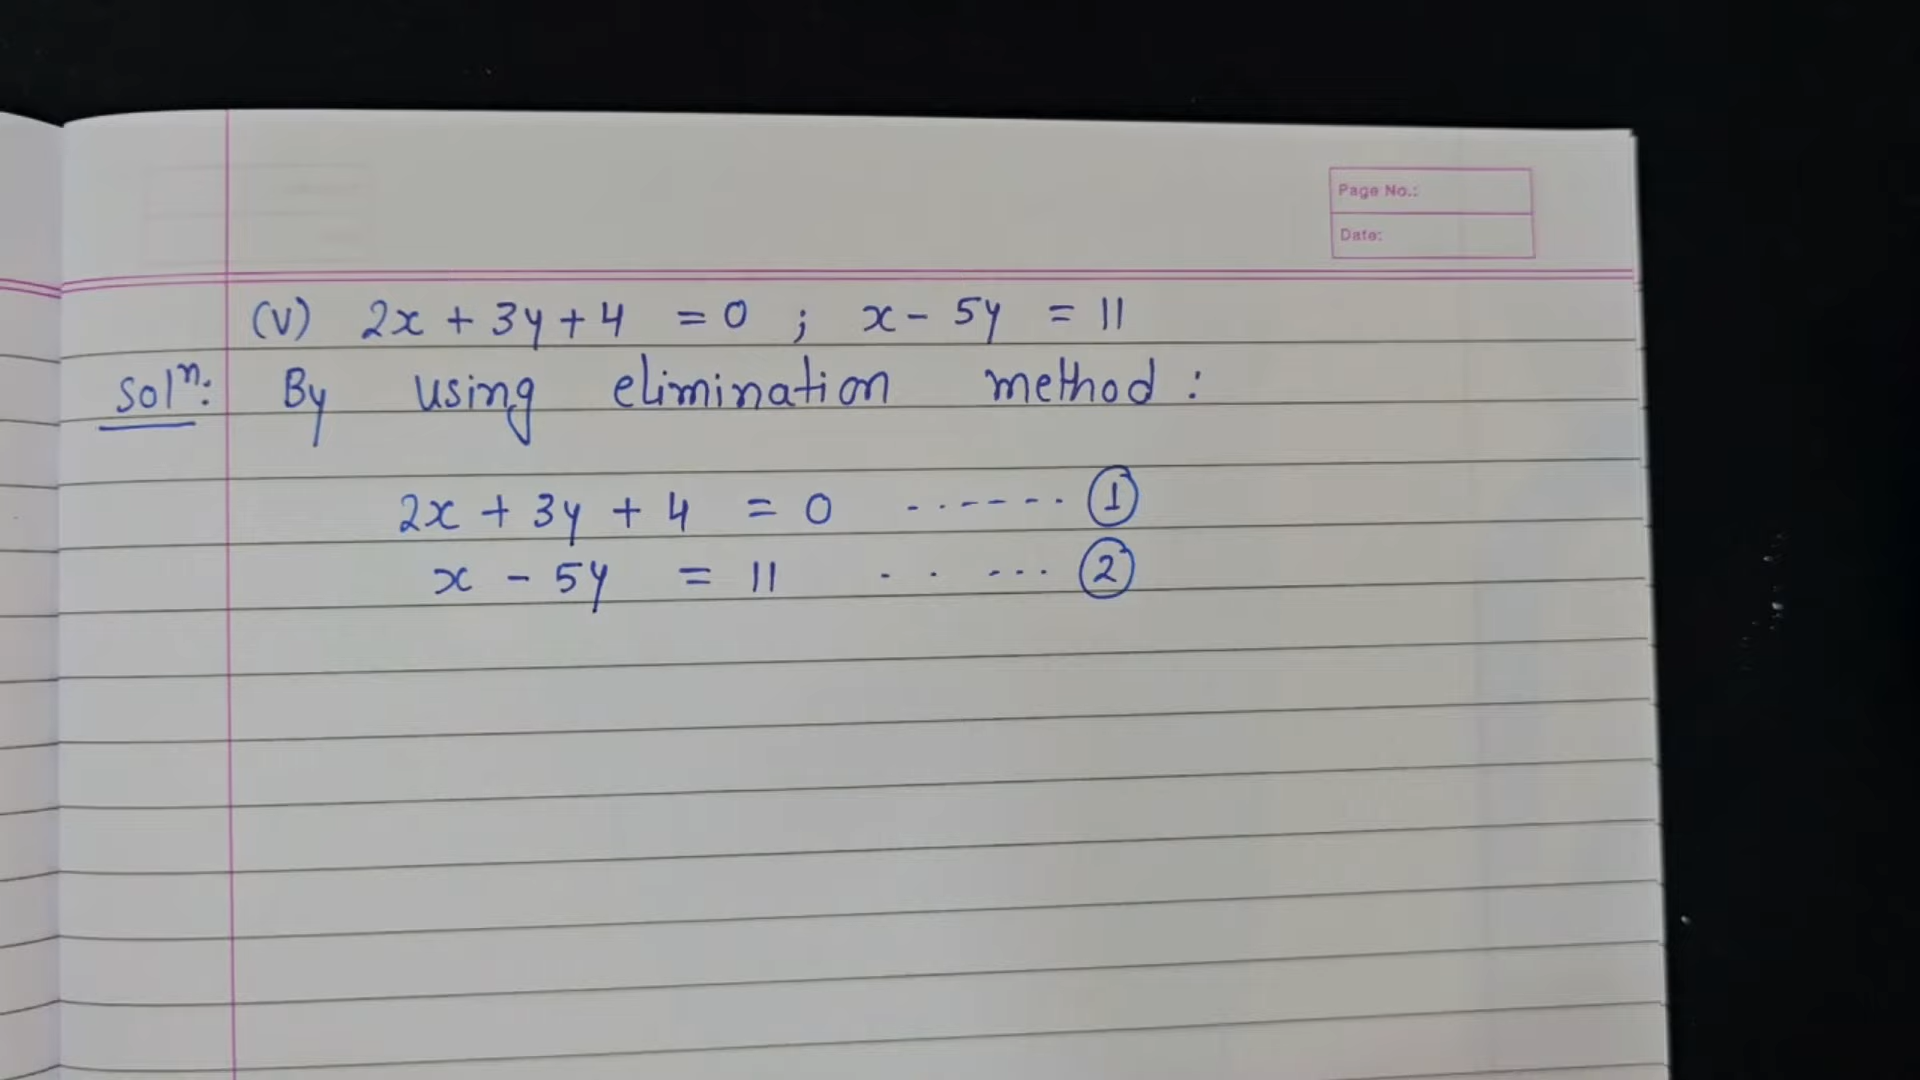 Page No.:
Date:
(V) 2x + 3y + 4 = 0 ; x - 5y = 11
Solⁿ: By using elimination method :
2x + 3y + 4 = 0 ------- ①
x - 5y = 11 - - --- ②